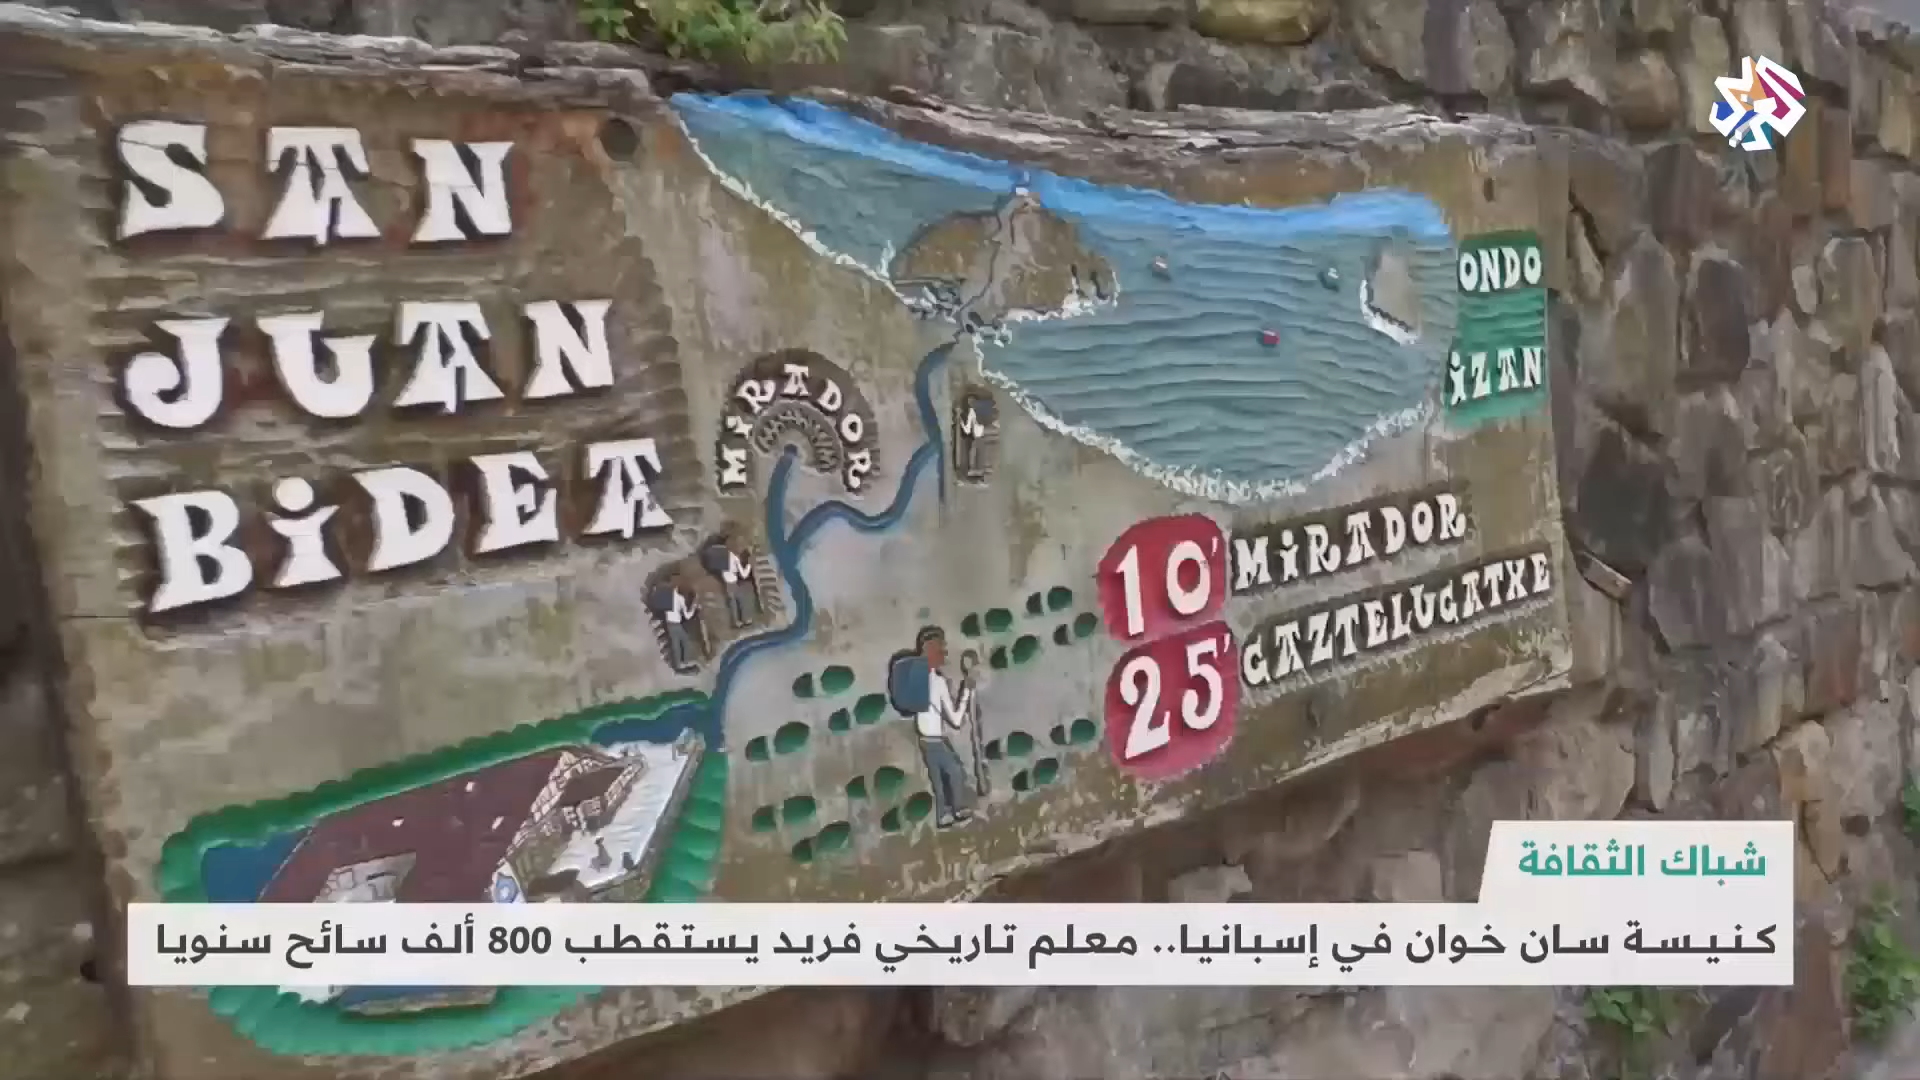 SAN
JUAN
BiDEA
MiRADOR
ONDO
iZAN
10' MiRADOR
25' GAZTELUGATXE
شباك الثقافة
كنيسة سان خوان في إسبانيا.. معلم تاريخي فريد يستقطب 800 ألف سائح سنويا